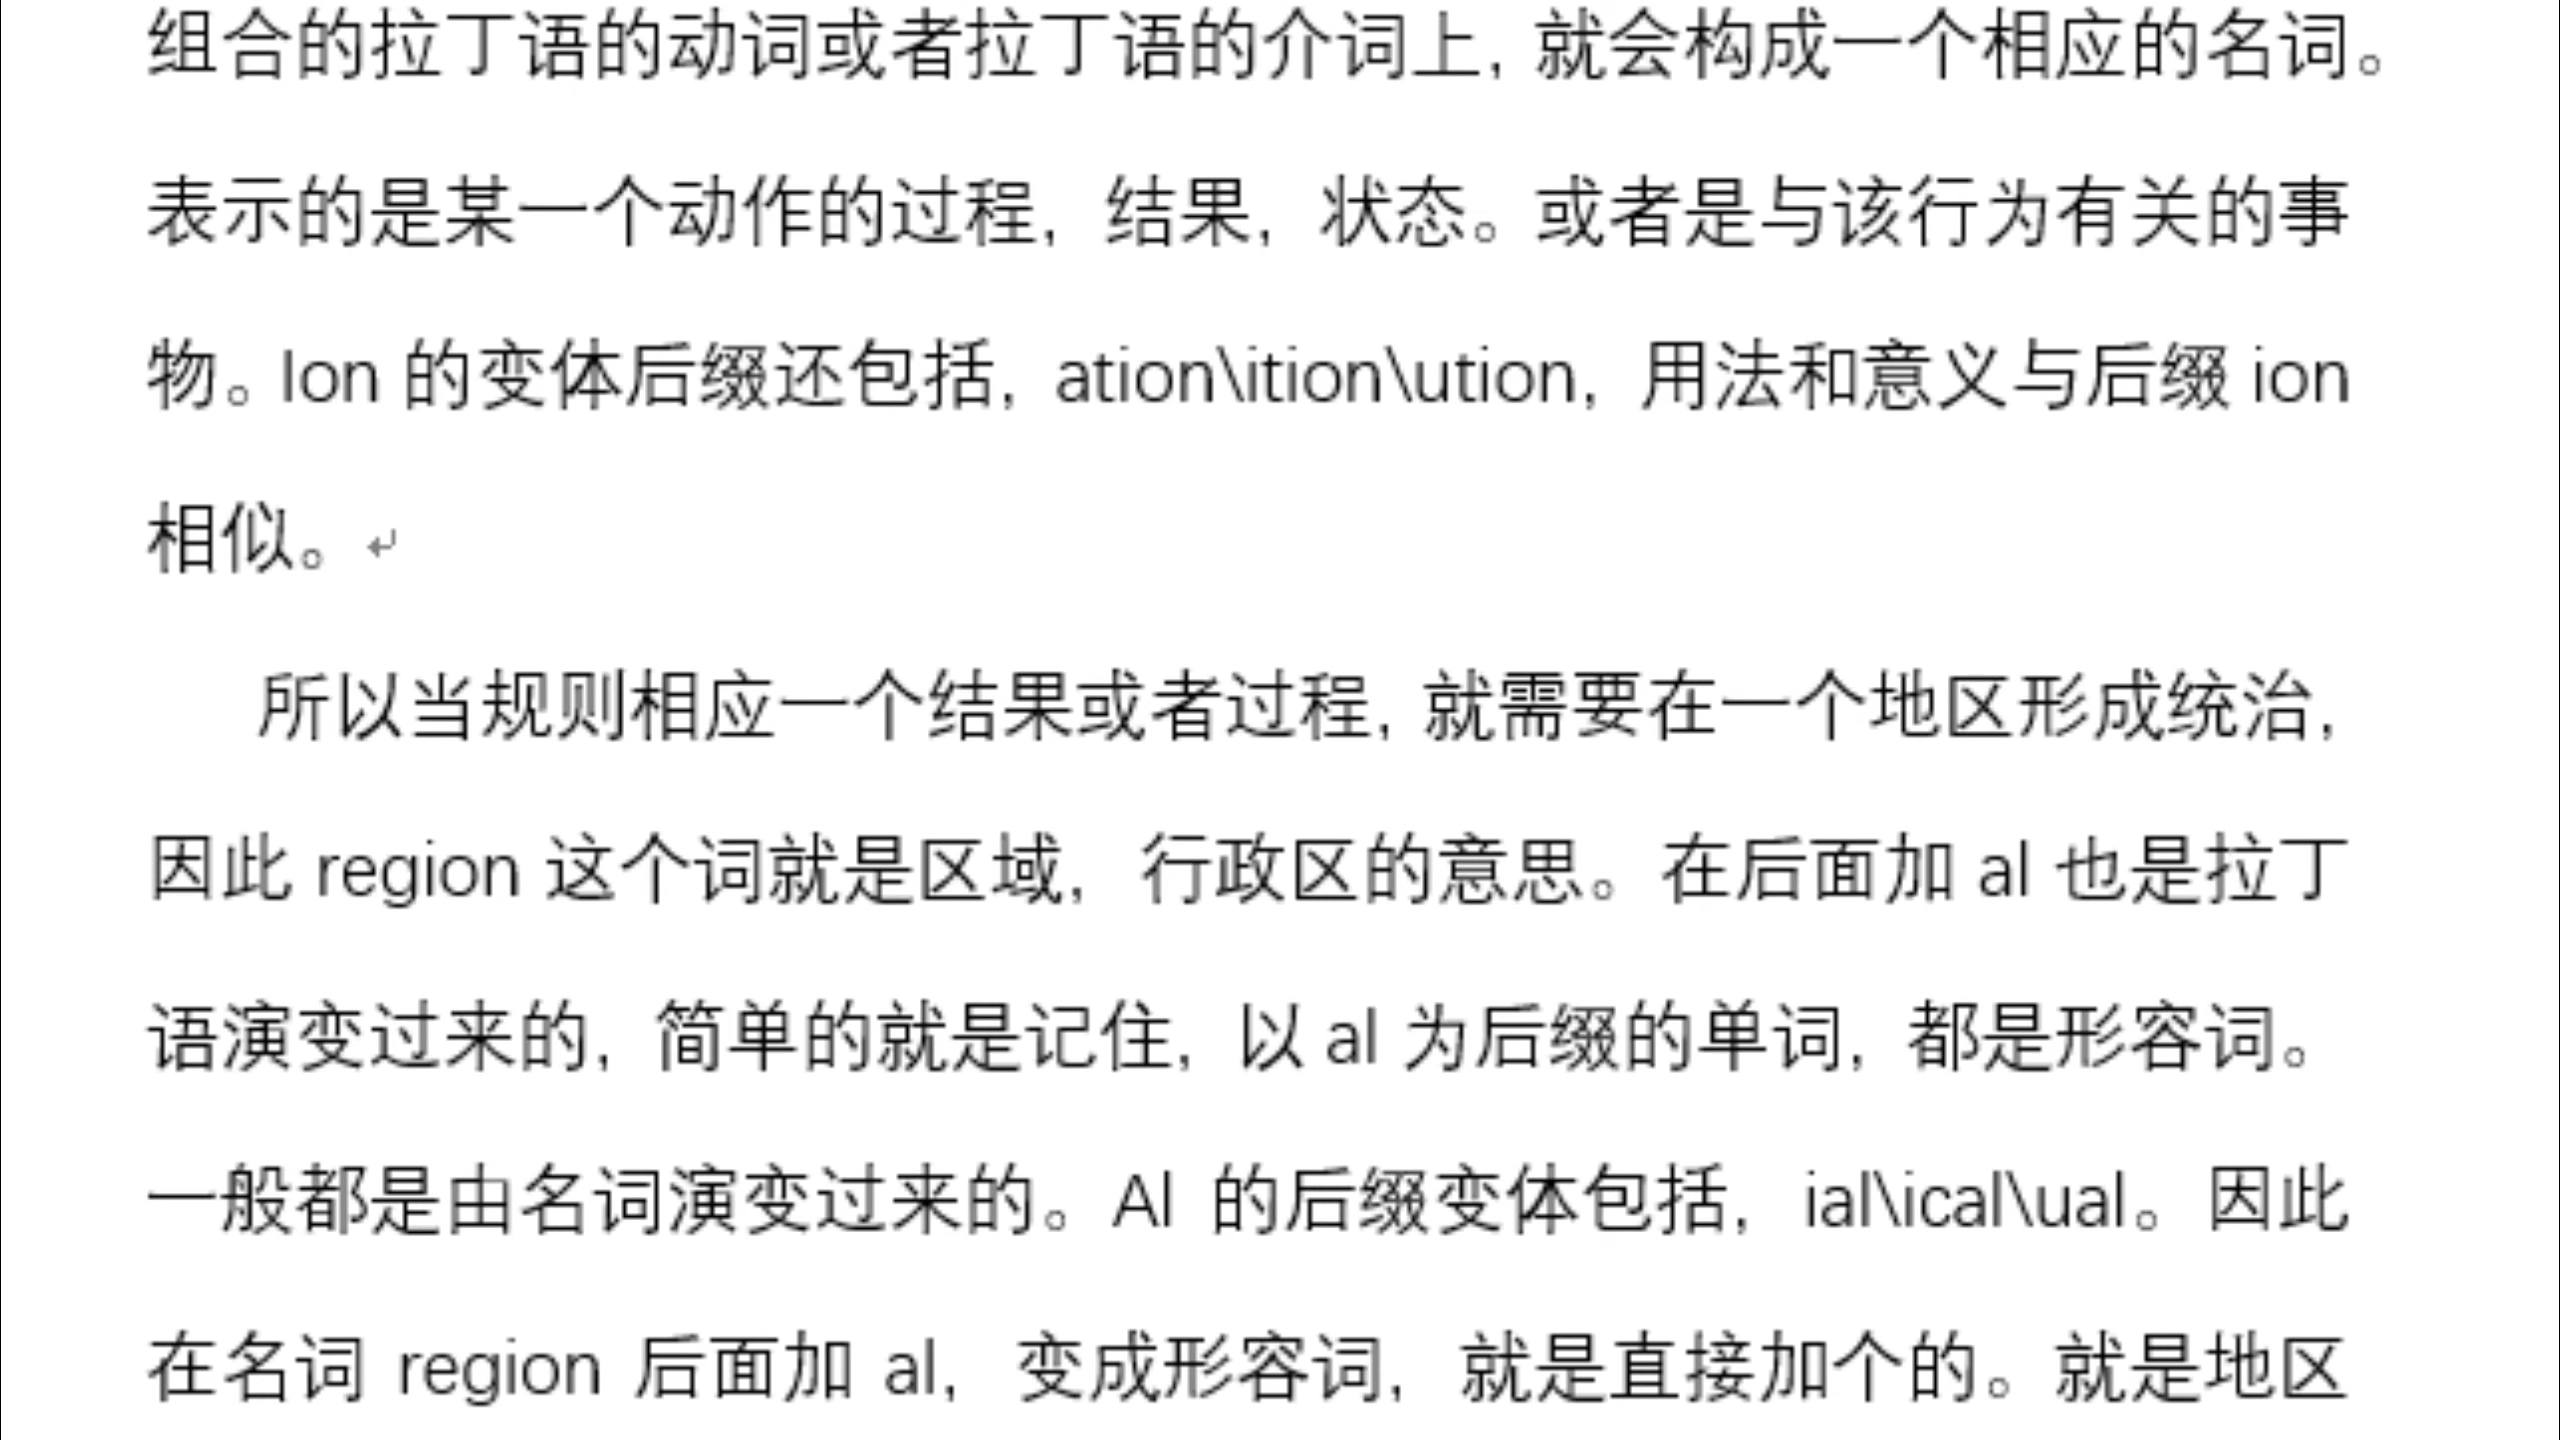 组合的拉丁语的动词或者拉丁语的介词上，就会构成一个相应的名词。
表示的是某一个动作的过程，结果，状态。或者是与该行为有关的事
物。Ion 的变体后缀还包括，ation\ition\ution，用法和意义与后缀 ion
相似。↵
所以当规则相应一个结果或者过程，就需要在一个地区形成统治，
因此 region 这个词就是区域，行政区的意思。在后面加 al 也是拉丁
语演变过来的，简单的就是记住，以 al 为后缀的单词，都是形容词。
一般都是由名词演变过来的。Al 的后缀变体包括，ial\ical\ual。因此
在名词 region 后面加 al，变成形容词，就是直接加个的。就是地区